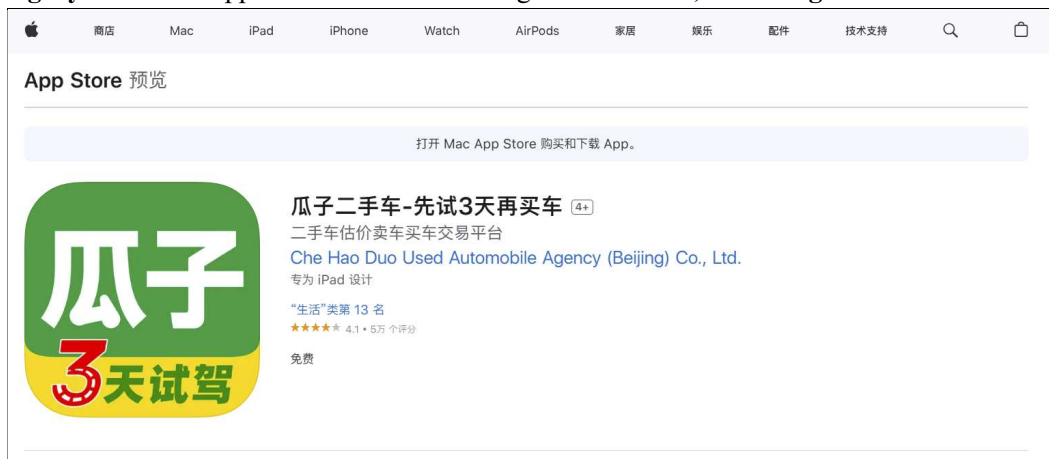 商店 Mac iPad iPhone Watch AirPods 家居 娱乐 配件 技术支持
App Store 预览
打开 Mac App Store 购买和下载 App。
瓜子
3天试驾
瓜子二手车-先试3天再买车 4+
二手车估价卖车买车交易平台
Che Hao Duo Used Automobile Agency (Beijing) Co., Ltd.
专为 iPad 设计
“生活”类第 13 名
★★★★★ 4.1 • 5万 个评分
免费